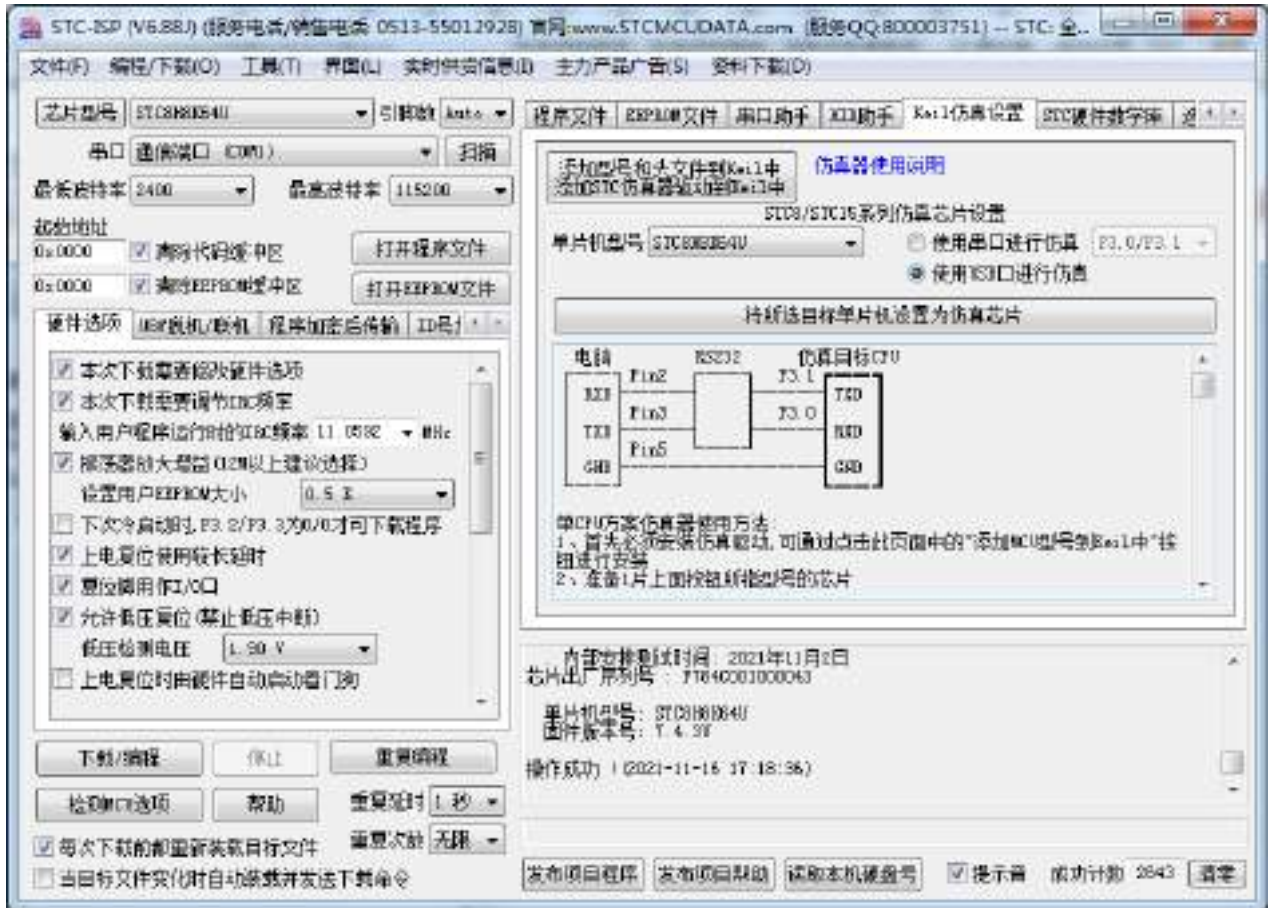 STC-ISP (V6.88J) (服务电话/销售电话: 0513-55012928) 官网:www.STCMCUDATA.com (服务QQ:800003751) -- STC: 全..
文件(F) 编程/下载(O) 工具(T) 界面(L) 实时供货信息(I) 主力产品广告(S) 资料下载(D)
芯片型号 STC8H8K64U 引脚数 Auto
串口 通信端口 (COM1) 扫描
最低波特率 2400 最高波特率 115200
起始地址
0x0000 清除代码缓冲区 打开程序文件
0x0000 清除EEPROM缓冲区 打开EEPROM文件
硬件选项 程序加密后传输
本次下载需要修改硬件选项
本次下载需要调节IRC频率
输入用户程序运行时的IRC频率 11.0592 MHz
振荡器放大增益(12M以上建议选择)
设置用户EEPROM大小 0.5 K
下次冷启动时,P3.2/P3.3为0/0才可下载程序
上电复位使用较长延时
复位脚用作I/O口
允许低压复位(禁止低压中断)
低压检测电压 1.90 V
上电复位时由硬件自动启动看门狗
下载/编程 停止 重复编程
检测MCU选项 帮助 重复延时 1 秒
每次下载前都重新装载目标文件 重复次数 无限
当目标文件变化时自动装载并发送下载命令
程序文件 EEPROM文件 串口助手 Keil仿真设置 STC硬件数学库
添加型号和头文件到Keil中 仿真器使用说明
添加STC仿真器驱动到Keil中
STC8/STC15系列仿真芯片设置
单片机型号 STC8H8K64U 使用串口进行仿真 P3.0/P3.1
使用USB口进行仿真
将所选目标单片机设置为仿真芯片
电脑 RS232 仿真目标CPU
RXD Pin2 P3.1 TXD
TXD Pin3 P3.0 RXD
GND Pin5 GND
单CPU方案仿真器使用方法:
1、首先必须安装仿真驱动,可通过点击此页面中的"添加MCU型号到Keil中"按
钮进行安装
2、准备1片上面按钮所指型号的芯片
内部安排测试时间: 2021年11月2日
芯片出厂序列号 :
单片机型号: STC8H8K64U
固件版本号:
操作成功 !(2021-11-16 17:18:36)
发布项目程序 发布项目帮助 读取本机硬盘号 提示音 成功计数 2643 清零